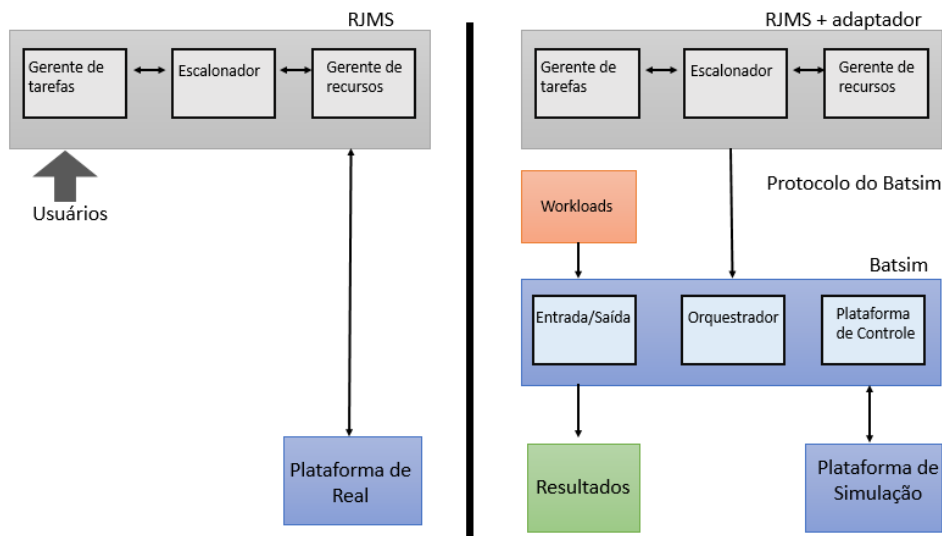 RJMS
Gerente de
tarefas
Escalonador
Gerente de
recursos
Usuários
Plataforma de
Real
RJMS + adaptador
Gerente de
tarefas
Escalonador
Gerente de
recursos
Protocolo do Batsim
Workloads
Batsim
Entrada/Saída
Orquestrador
Plataforma
de Controle
Resultados
Plataforma de
Simulação